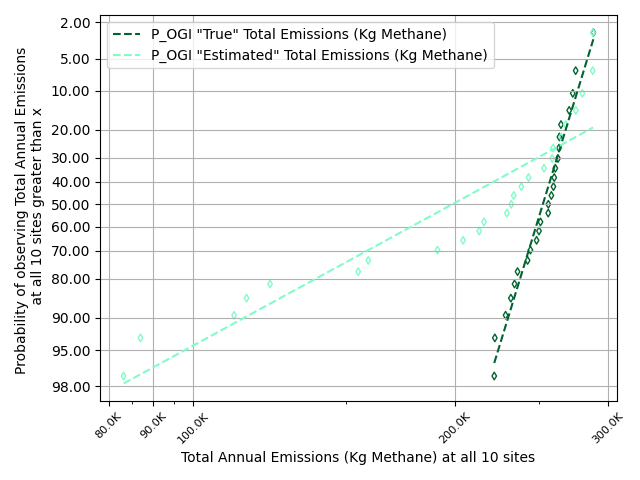 P_OGI "True" Total Emissions (Kg Methane)
P_OGI "Estimated" Total Emissions (Kg Methane)
Probability of observing Total Annual Emissions
at all 10 sites greater than x
2.00
5.00
10.00
20.00
30.00
40.00
50.00
60.00
70.00
80.00
90.00
95.00
98.00
80.0K
90.0K
100.0K
200.0K
300.0K
Total Annual Emissions (Kg Methane) at all 10 sites